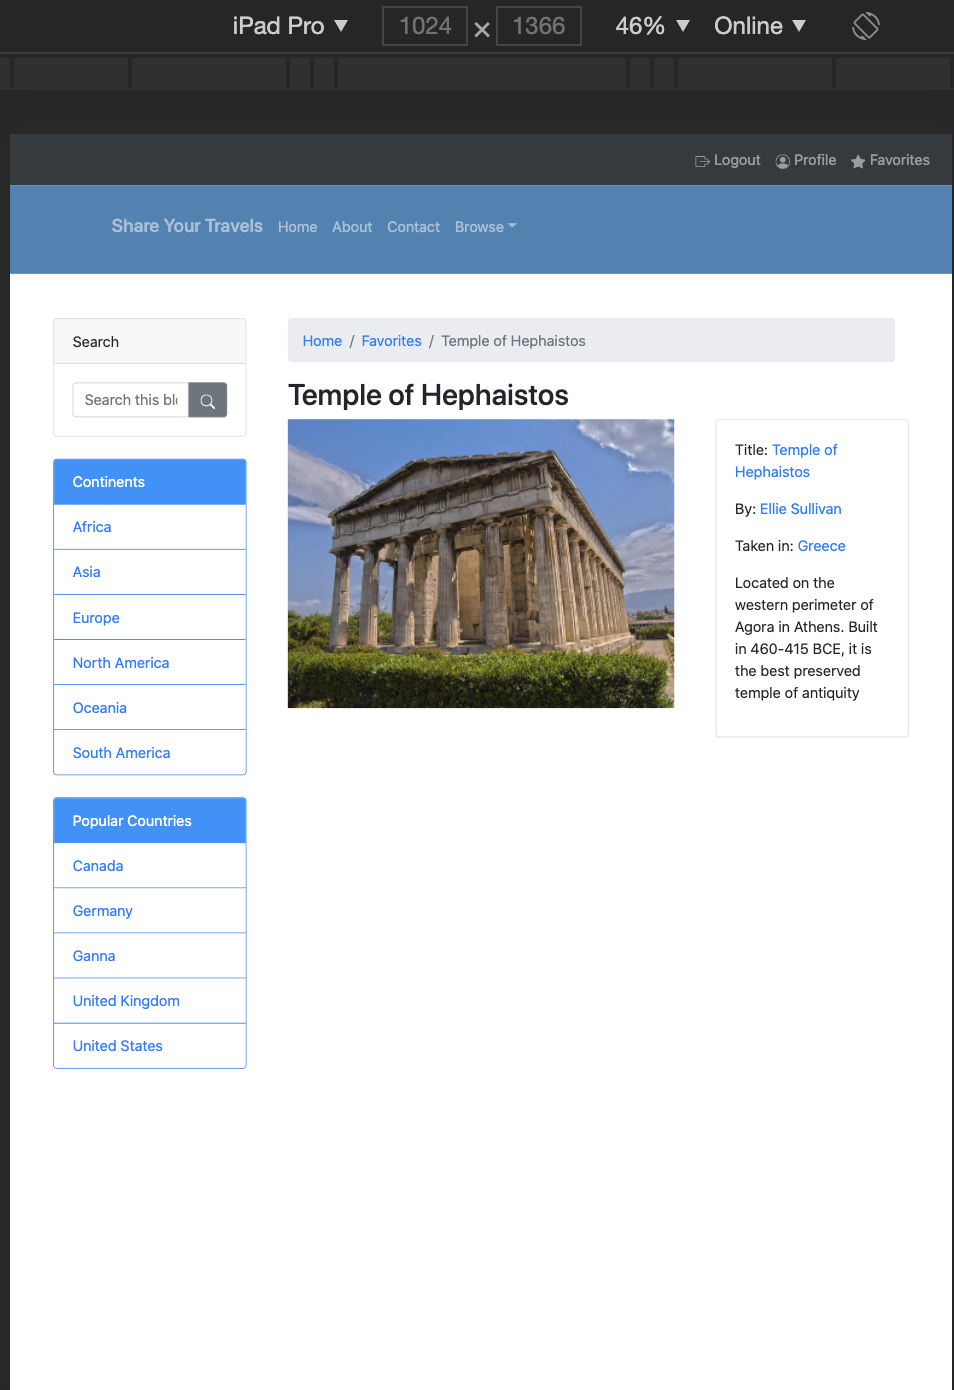 iPad Pro ▼ 1024 × 1366 46% ▼ Online ▼
Logout Profile Favorites
Share Your Travels Home About Contact Browse
Search
Search this blo
Continents
Africa
Asia
Europe
North America
Oceania
South America
Popular Countries
Canada
Germany
Ganna
United Kingdom
United States
Home / Favorites / Temple of Hephaistos
Temple of Hephaistos
Title: Temple of
Hephaistos
By: Ellie Sullivan
Taken in: Greece
Located on the
western perimeter of
Agora in Athens. Built
in 460-415 BCE, it is
the best preserved
temple of antiquity